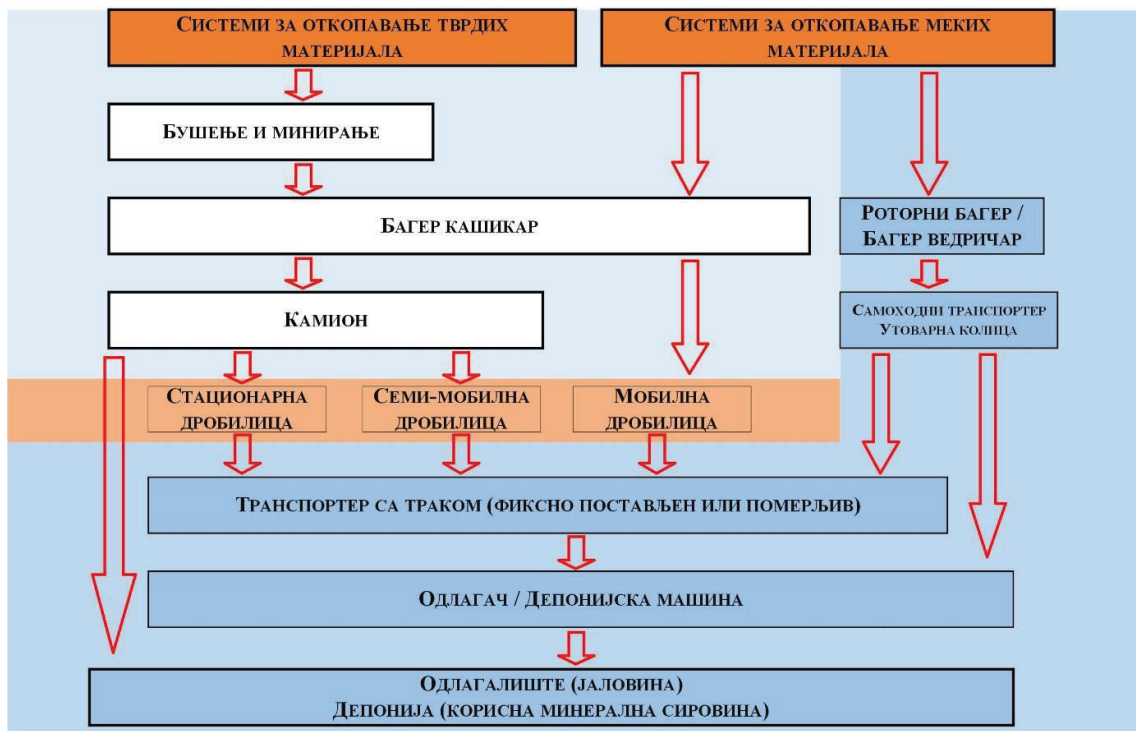 Системи за откопавање тврдих
материјала
Системи за откопавање меких
материјала
Бушење и минирање
Багер кашикар
Роторни багер /
Багер ведричар
Камион
Самоходни транспортер
Утоварна колица
Стационарна
дробилица
Семи-мобилна
дробилица
Мобилна
дробилица
Транспортер са траком (фиксно постављен или померљив)
Одлагач / Депонијска машина
Одлагалиште (јаловина)
Депонија (корисна минерална сировина)